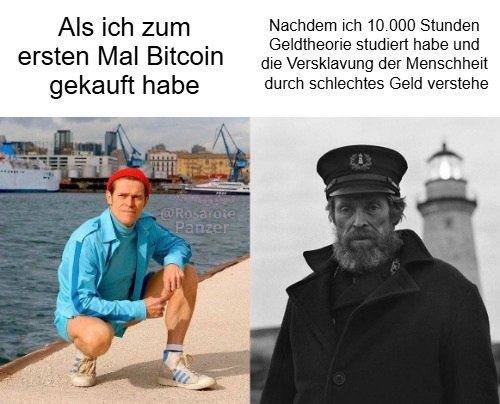 Als ich zum
ersten Mal Bitcoin
gekauft habe
Nachdem ich 10.000 Stunden
Geldtheorie studiert habe und
die Versklavung der Menschheit
durch schlechtes Geld verstehe
@Rosarote
Panzer